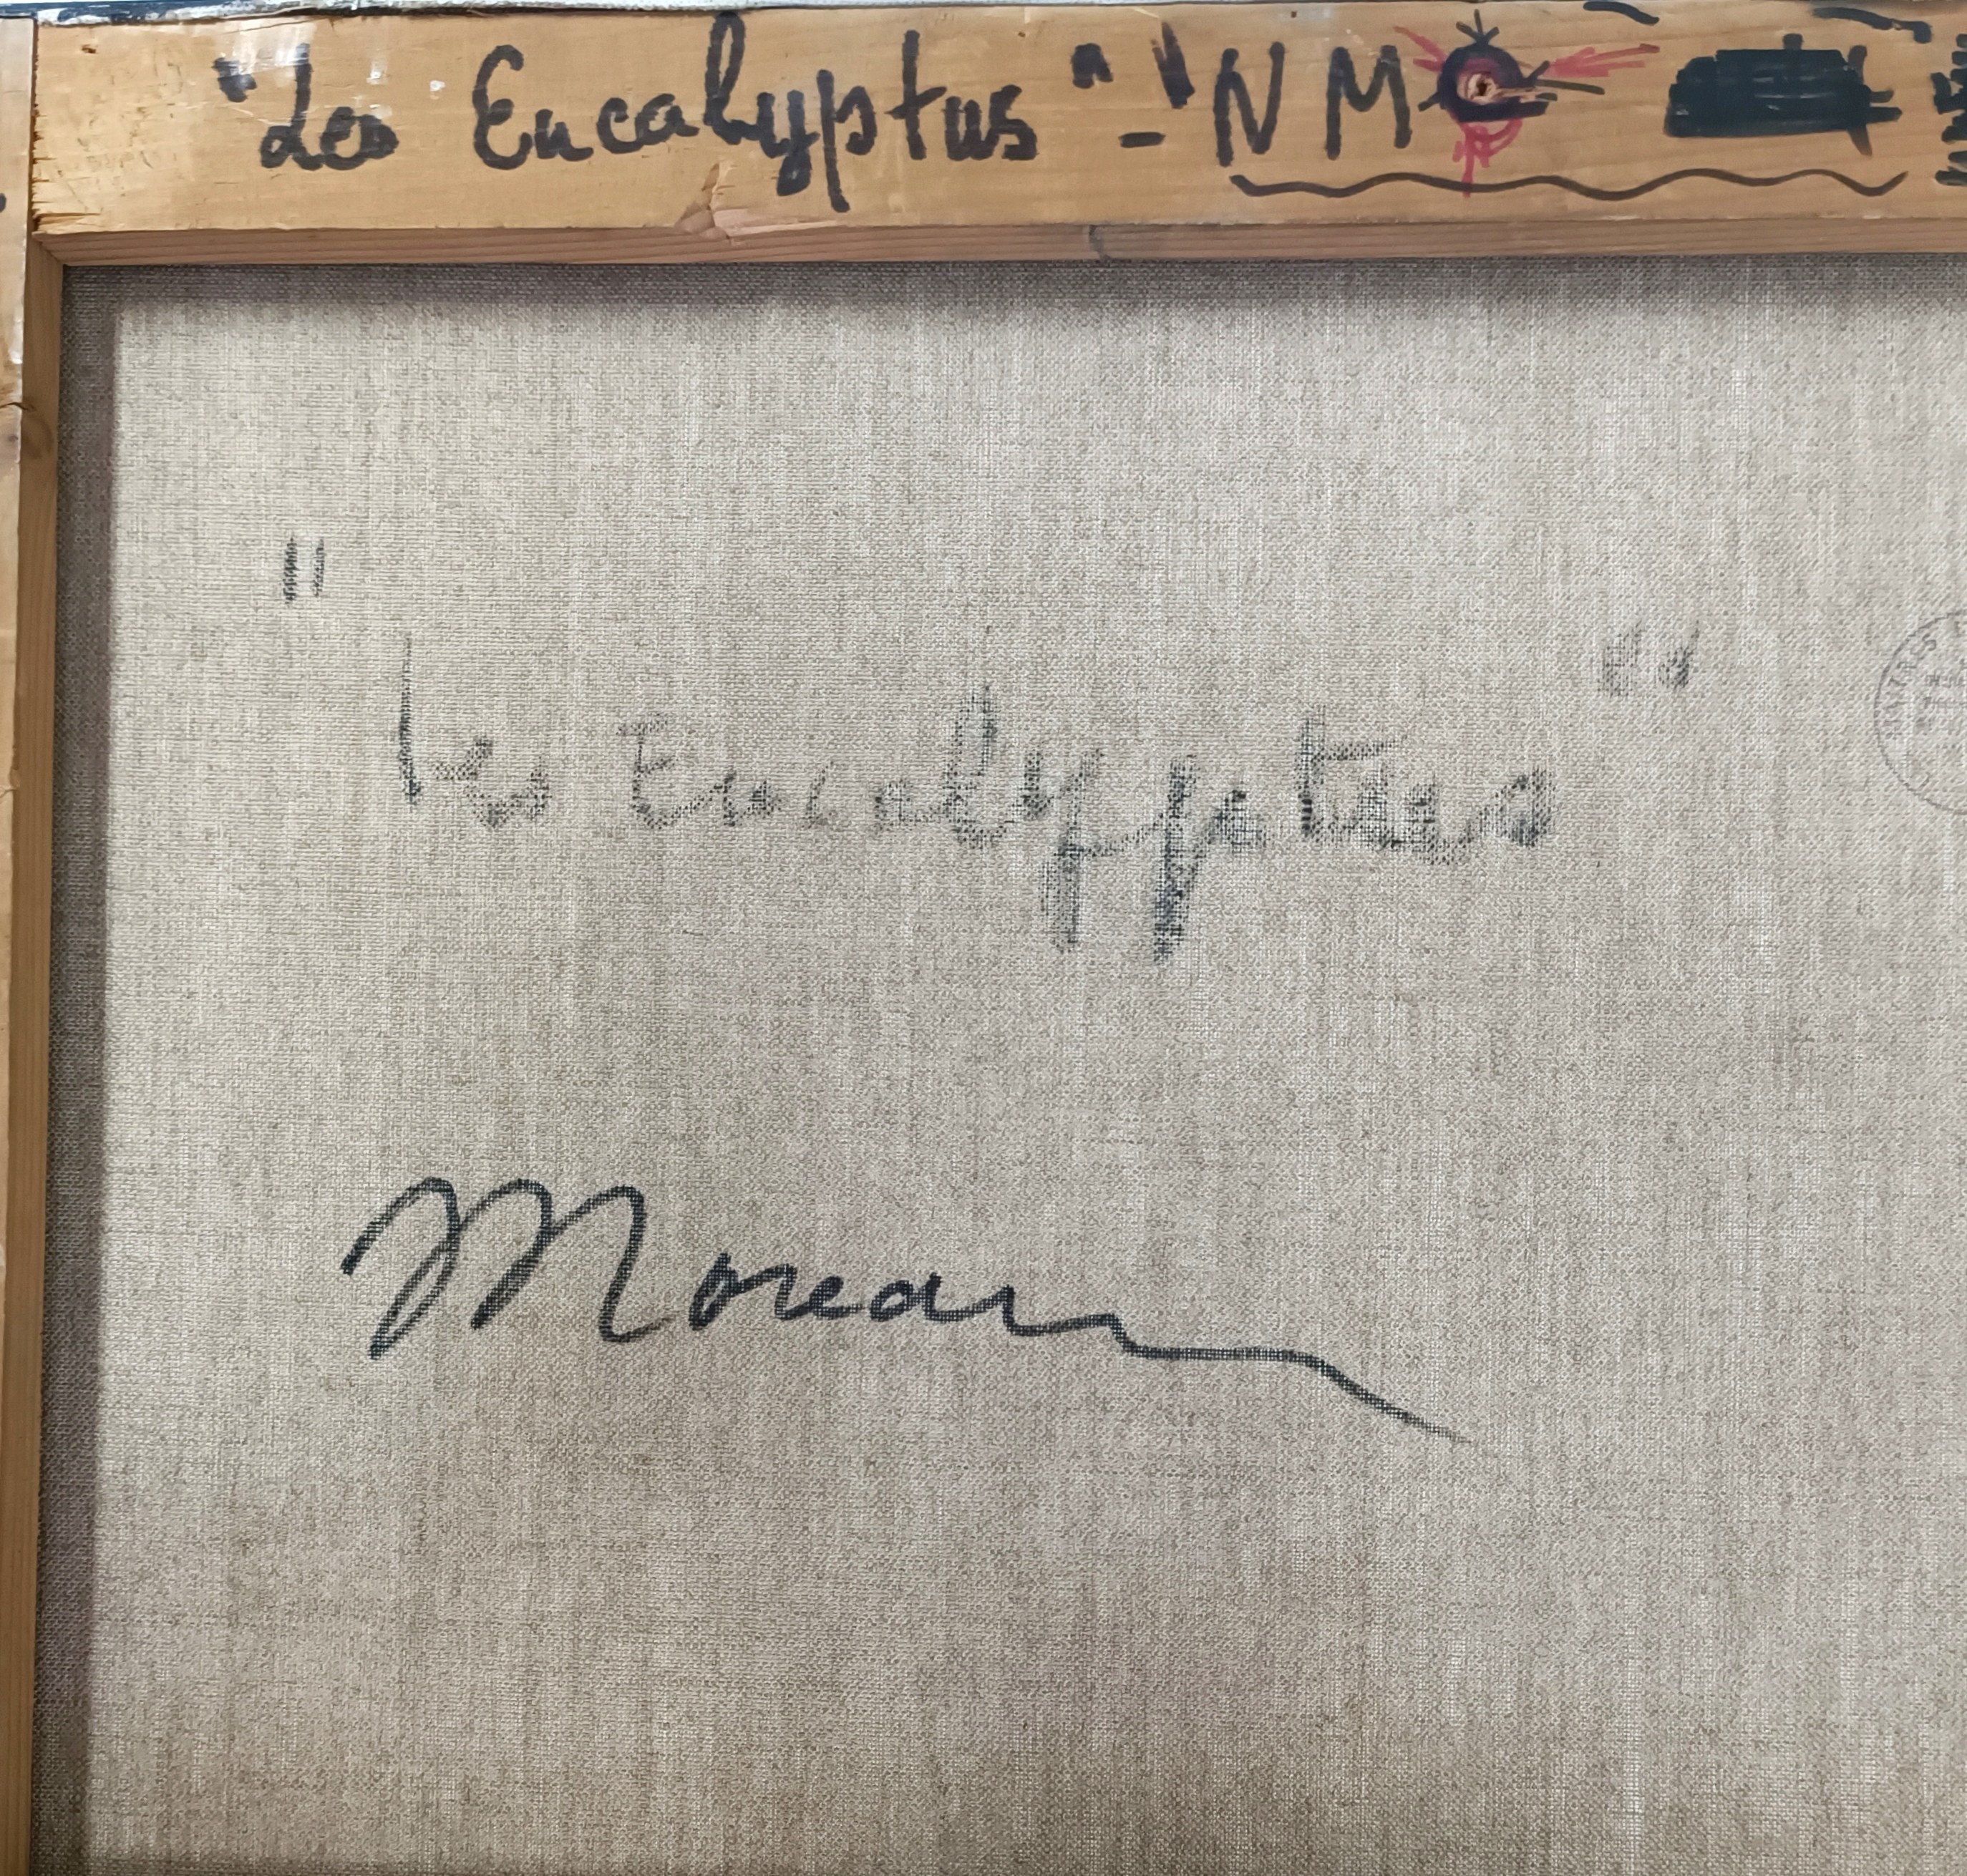 "Les Eucalyptus" - NM
"
les Eucalyptus "
Moreau